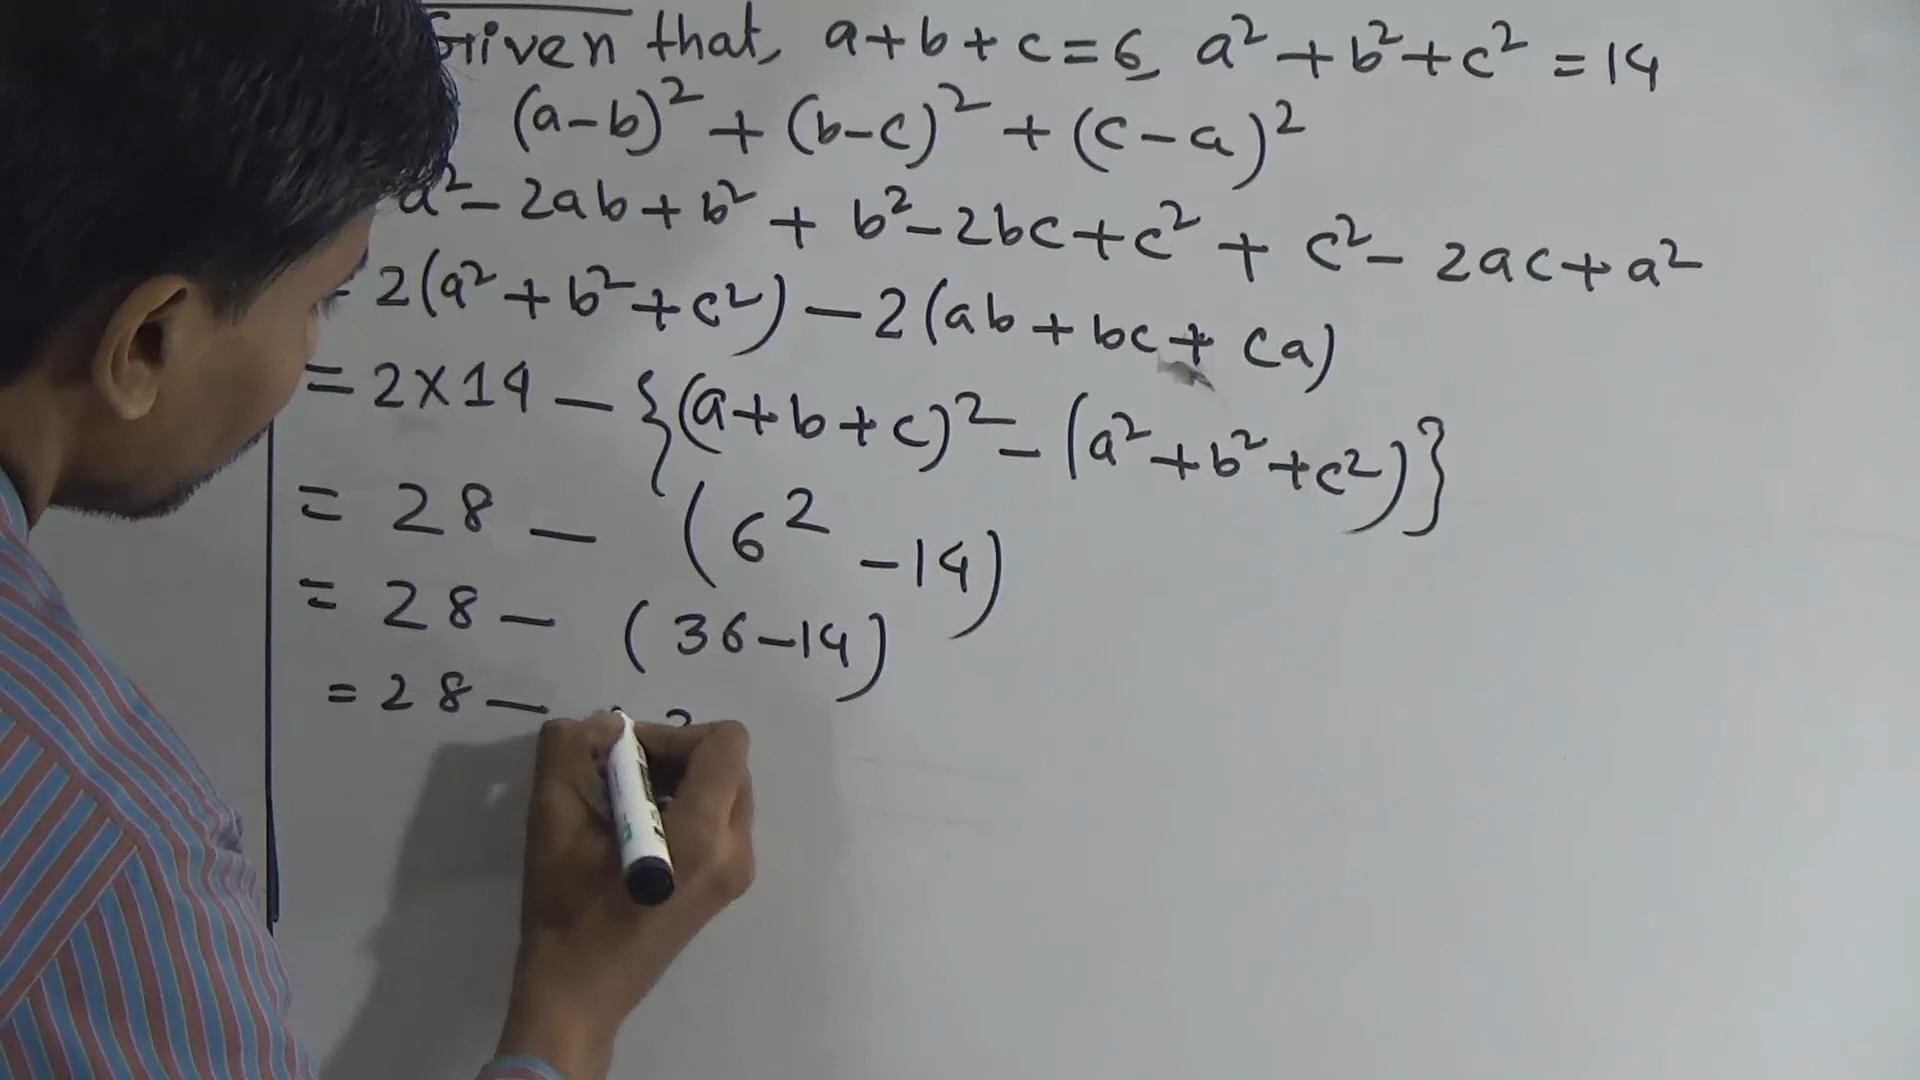 Given that, a+b+c=6, a²+b²+c²=14
(a-b)²+(b-c)²+(c-a)²
a²-2ab+b²+b²-2bc+c²+c²-2ac+a²
=2(a²+b²+c²)-2(ab+bc+ca)
=2×14-{(a+b+c)²-(a²+b²+c²)}
=28-(6²-14)
=28-(36-14)
=28-